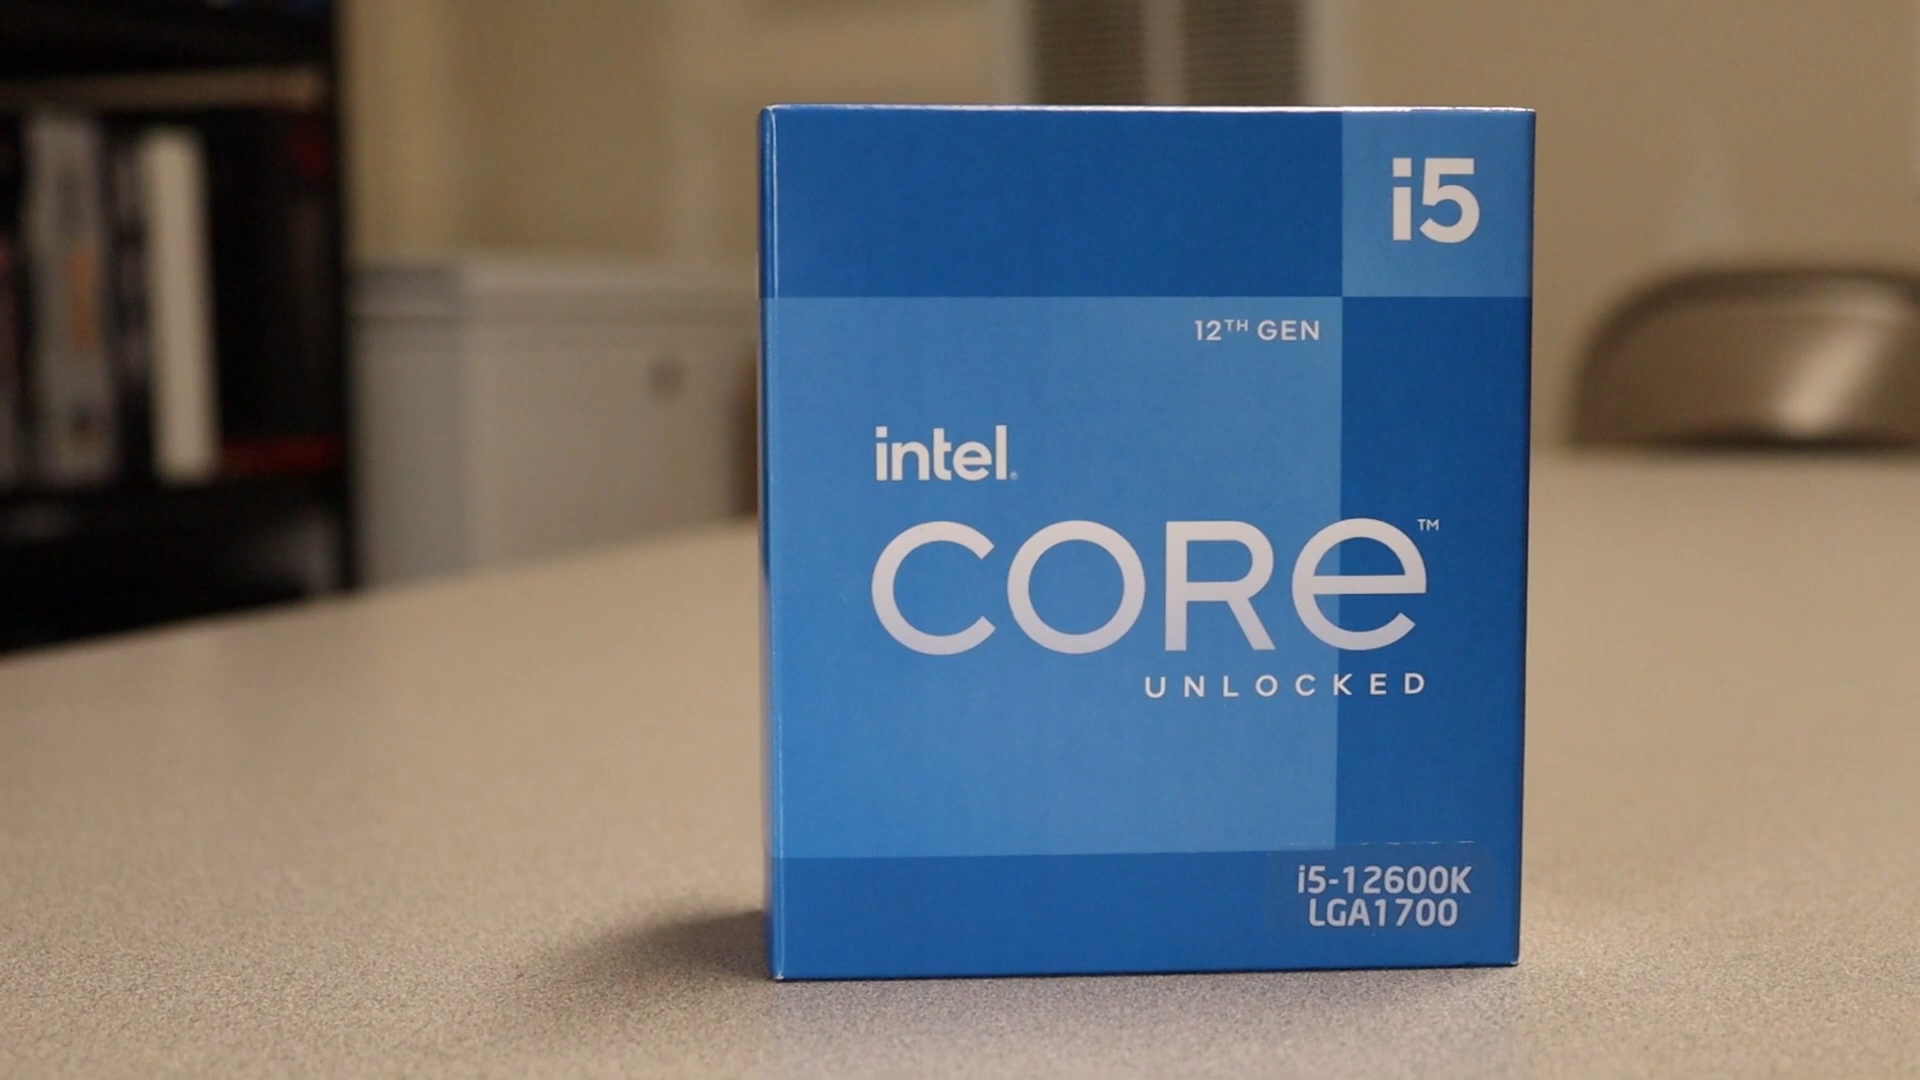 i5
12TH GEN
intel®
CORE™
UNLOCKED
i5-12600K
LGA1700